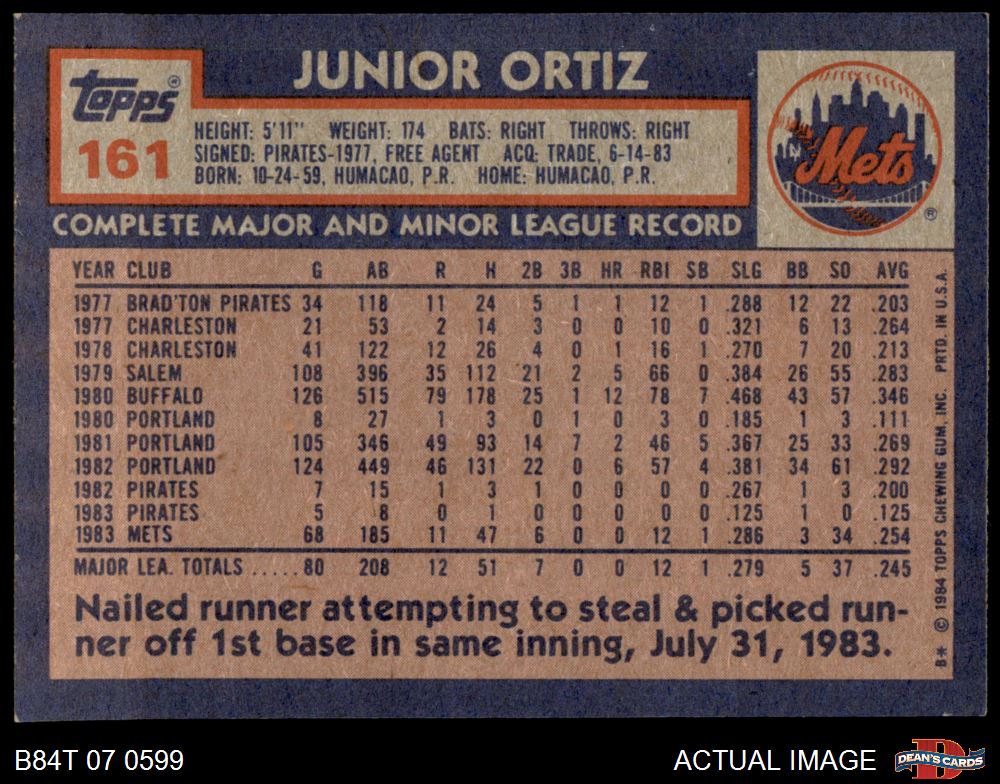 JUNIOR ORTIZ
Topps®
161
HEIGHT: 5'11" WEIGHT: 174 BATS: RIGHT THROWS: RIGHT
SIGNED: PIRATES-1977, FREE AGENT ACQ: TRADE, 6-14-83
BORN: 10-24-59, HUMACAO, P.R. HOME: HUMACAO, P.R.
NY
Mets
®
COMPLETE MAJOR AND MINOR LEAGUE RECORD
YEAR CLUB G AB R H 2B 3B HR RBI SB SLG BB SO AVG
1977 BRAD'TON PIRATES 34 118 11 24 5 1 1 12 1 .288 12 22 .203
1977 CHARLESTON 21 53 2 14 3 0 0 10 0 .321 6 13 .264
1978 CHARLESTON 41 122 12 26 4 0 1 16 1 .270 7 20 .213
1979 SALEM 108 396 35 112 21 2 5 66 0 .384 26 55 .283
1980 BUFFALO 126 515 79 178 25 1 12 78 7 .468 43 57 .346
1980 PORTLAND 8 27 1 3 0 1 0 3 0 .185 1 3 .111
1981 PORTLAND 105 346 49 93 14 7 2 46 5 .367 25 33 .269
1982 PORTLAND 124 449 46 131 22 0 6 57 4 .381 34 61 .292
1982 PIRATES 7 15 1 3 1 0 0 0 0 .267 1 3 .200
1983 PIRATES 5 8 0 1 0 0 0 0 0 .125 1 0 .125
1983 METS 68 185 11 47 6 0 0 12 1 .286 3 34 .254
MAJOR LEA. TOTALS ..... 80 208 12 51 7 0 0 12 1 .279 5 37 .245
Nailed runner attempting to steal & picked run-
ner off 1st base in same inning, July 31, 1983.
B* © 1984 TOPPS CHEWING GUM, INC. PRTD. IN U.S.A.
B84T 07 0599
ACTUAL IMAGE
D
DEAN'S CARDS